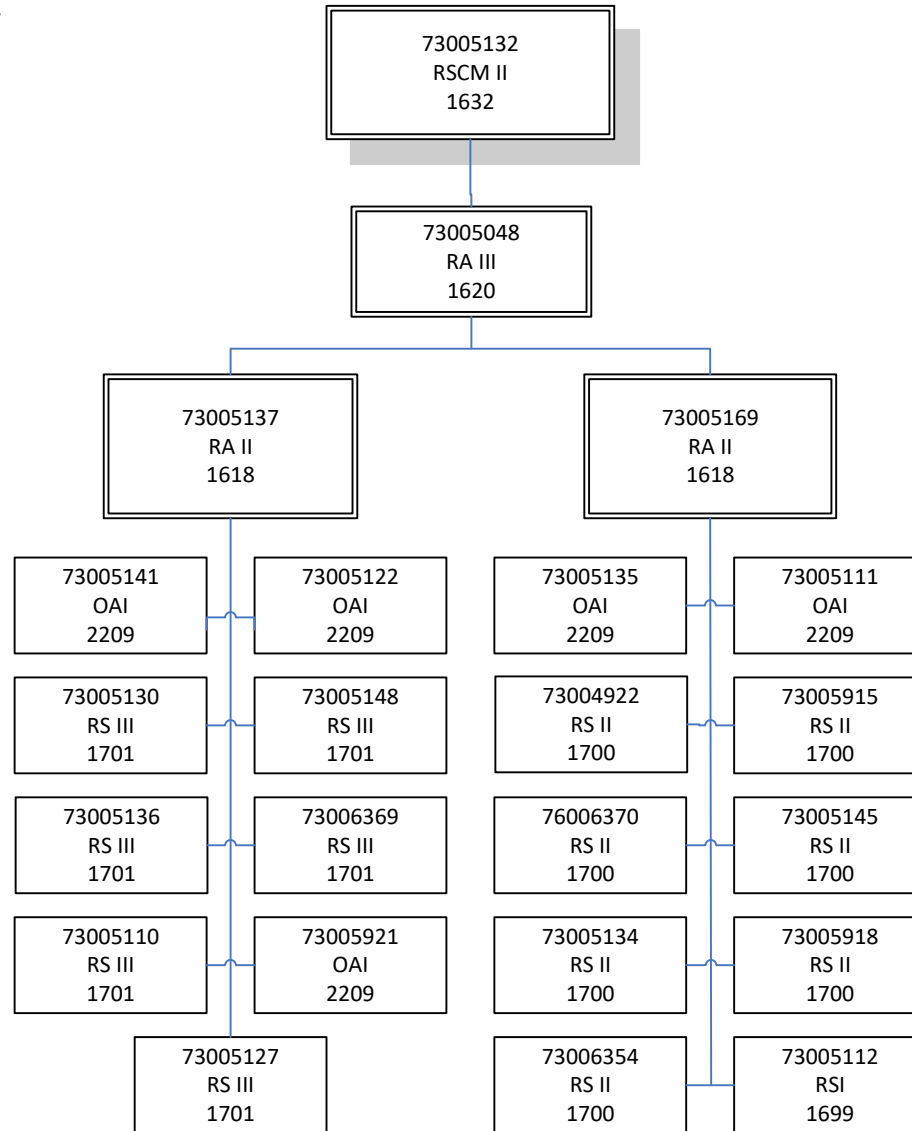 73005132
RSCM II
1632
73005048
RA III
1620
73005137
RA II
1618
73005169
RA II
1618
73005141
OAI
2209
73005122
OAI
2209
73005135
OAI
2209
73005111
OAI
2209
73005130
RS III
1701
73005148
RS III
1701
73004922
RS II
1700
73005915
RS II
1700
73005136
RS III
1701
73006369
RS III
1701
76006370
RS II
1700
73005145
RS II
1700
73005110
RS III
1701
73005921
OAI
2209
73005134
RS II
1700
73005918
RS II
1700
73005127
RS III
1701
73006354
RS II
1700
73005112
RSI
1699